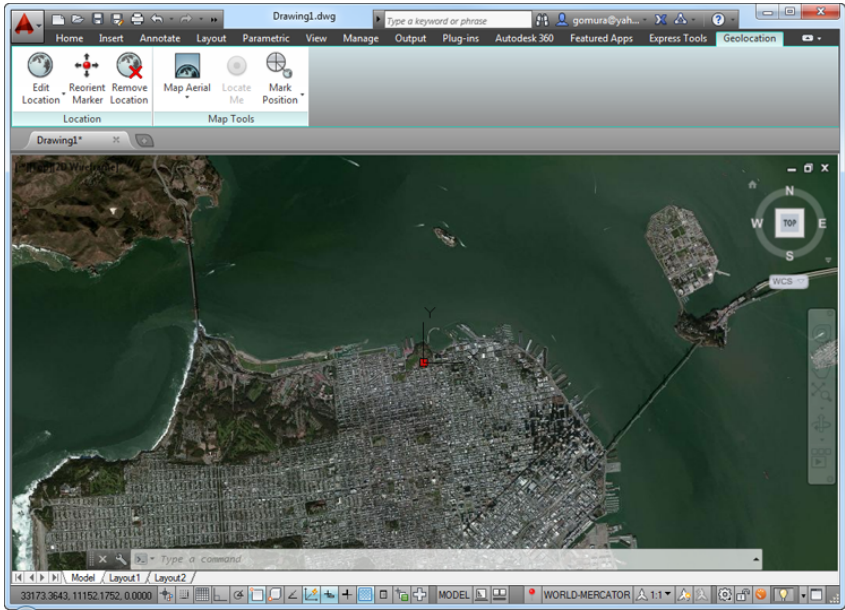 Drawing1.dwg
Type a keyword or phrase
gomura@yah...
Home Insert Annotate Layout Parametric View Manage Output Plug-ins Autodesk 360 Featured Apps Express Tools Geolocation
Edit Location
Reorient Marker
Remove Location
Map Aerial
Locate Me
Mark Position
Location
Map Tools
Drawing1*
N
W TOP E
S
WCS
Y
Type a command
Model Layout1 Layout2
33173.3643, 11152.1752, 0.0000 MODEL WORLD-MERCATOR 1:1